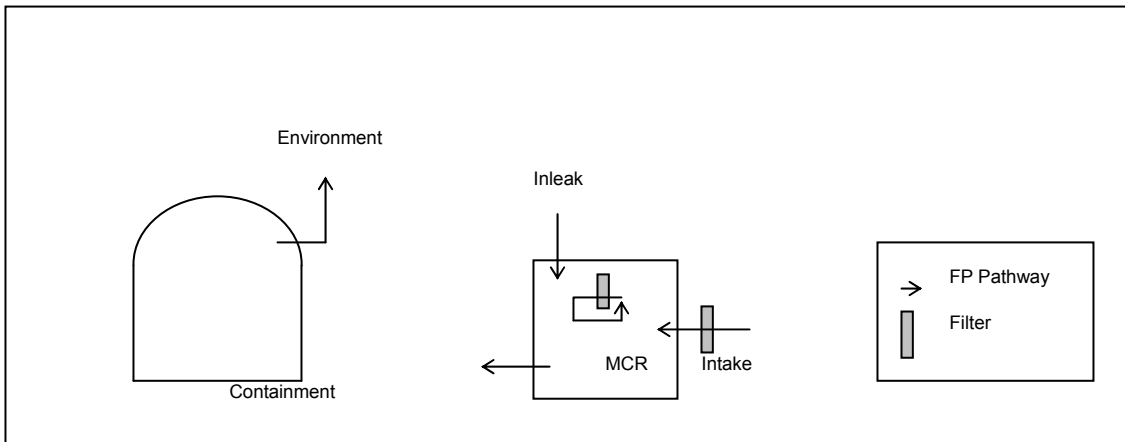 Environment
Inleak
FP Pathway
Filter
MCR
Intake
Containment